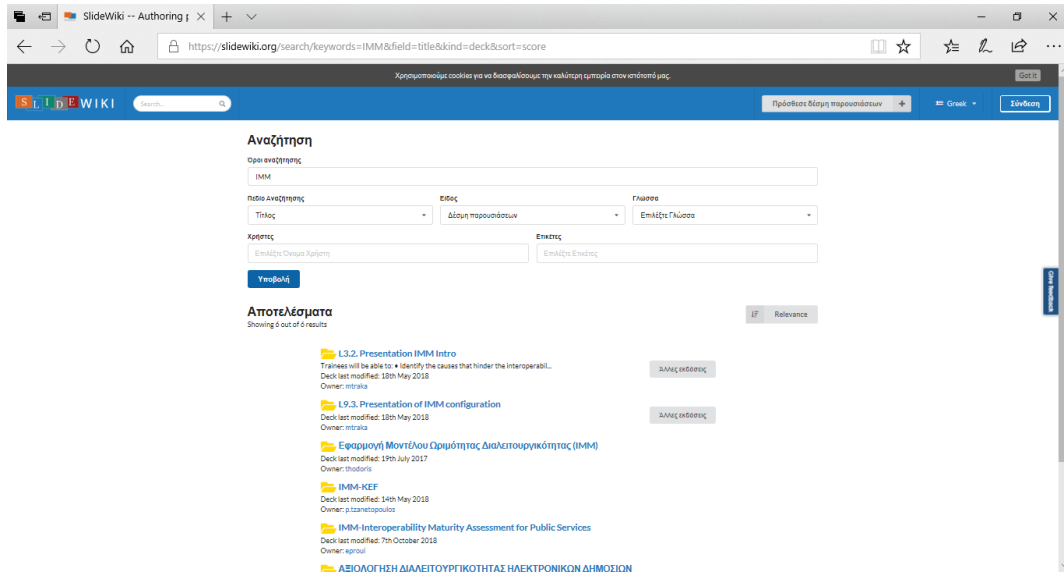 SlideWiki -- Authoring p
https://slidewiki.org/search/keywords=IMM&field=title&kind=deck&sort=score
Χρησιμοποιούμε cookies για να διασφαλίσουμε την καλύτερη εμπειρία στον ιστότοπό μας.
Got it
SLIDEWIKI
Search...
Πρόσθεσε δέσμη παρουσιάσεων
Greek
Σύνδεση
Αναζήτηση
Όροι αναζήτησης
IMM
Πεδίο Αναζήτησης
Είδος
Γλώσσα
Τίτλος
Δέσμη παρουσιάσεων
Επιλέξτε Γλώσσα
Χρήστες
Ετικέτες
Επιλέξτε Όνομα Χρήστη
Επιλέξτε Ετικέτες
Υποβολή
Give feedback
Αποτελέσματα
Showing 6 out of 6 results
Relevance
L3.2. Presentation IMM Intro
Trainees will be able to: • Identify the causes that hinder the interoperabil...
Deck last modified: 18th May 2018
Owner: mtraka
Άλλες εκδόσεις
L9.3. Presentation of IMM configuration
Deck last modified: 18th May 2018
Owner: mtraka
Άλλες εκδόσεις
Εφαρμογή Μοντέλου Ωριμότητας Διαλειτουργικότητας (IMM)
Deck last modified: 19th July 2017
Owner: thodoris
IMM-KEF
Deck last modified: 14th May 2018
Owner: p.tzanetopoulos
IMM-Interoperability Maturity Assessment for Public Services
Deck last modified: 7th October 2018
Owner: eproui
ΑΞΙΟΛΟΓΗΣΗ ΔΙΑΛΕΙΤΟΥΡΓΙΚΟΤΗΤΑΣ ΗΛΕΚΤΡΟΝΙΚΩΝ ΔΗΜΟΣΙΩΝ